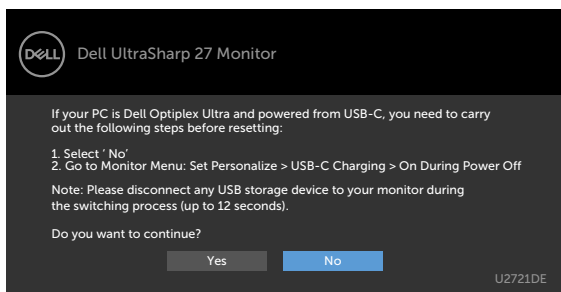 DELL
Dell UltraSharp 27 Monitor
If your PC is Dell Optiplex Ultra and powered from USB-C, you need to carry
out the following steps before resetting:
1. Select ‘ No’
2. Go to Monitor Menu: Set Personalize > USB-C Charging > On During Power Off
Note: Please disconnect any USB storage device to your monitor during
the switching process (up to 12 seconds).
Do you want to continue?
Yes No
U2721DE